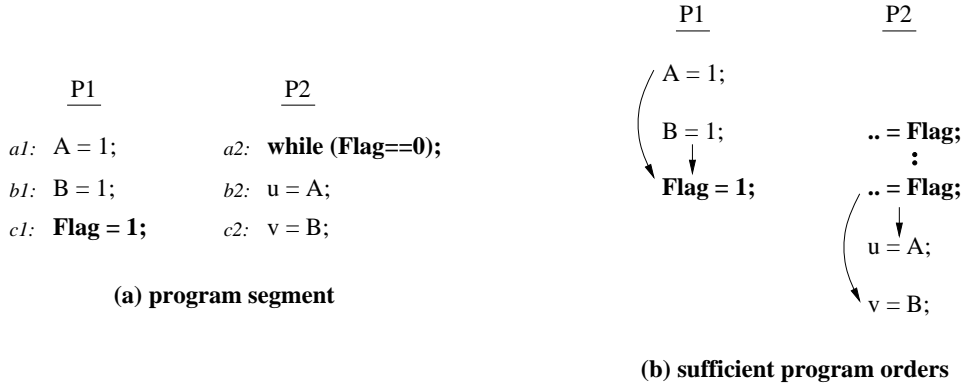 P1 P2
a1: A = 1; a2: while (Flag==0);
b1: B = 1; b2: u = A;
c1: Flag = 1; c2: v = B;
(a) program segment
P1 P2
A = 1;
B = 1; .. = Flag;
:
Flag = 1; .. = Flag;
u = A;
v = B;
(b) sufficient program orders